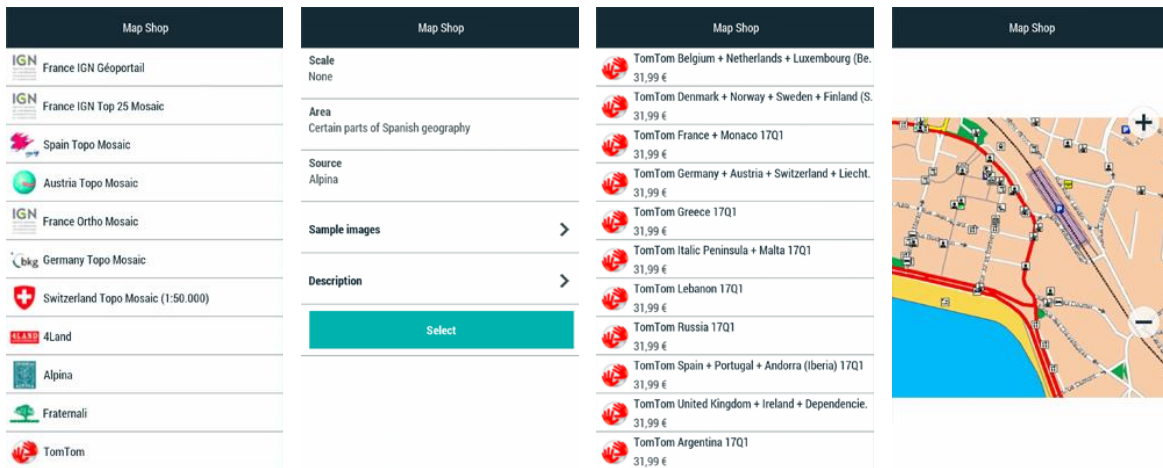 Map Shop
IGN
France IGN Géoportail
IGN
France IGN Top 25 Mosaic
Spain Topo Mosaic
Austria Topo Mosaic
IGN
France Ortho Mosaic
bkg
Germany Topo Mosaic
Switzerland Topo Mosaic (1:50.000)
4LAND
4Land
Alpina
Fraternali
TomTom
Map Shop
Scale
None
Area
Certain parts of Spanish geography
Source
Alpina
Sample images
Description
Select
Map Shop
TomTom Belgium + Netherlands + Luxembourg (Be.
31,99 €
TomTom Denmark + Norway + Sweden + Finland (S.
31,99 €
TomTom France + Monaco 17Q1
31,99 €
TomTom Germany + Austria + Switzerland + Liecht.
31,99 €
TomTom Greece 17Q1
31,99 €
TomTom Italic Peninsula + Malta 17Q1
31,99 €
TomTom Lebanon 17Q1
31,99 €
TomTom Russia 17Q1
31,99 €
TomTom Spain + Portugal + Andorra (Iberia) 17Q1
31,99 €
TomTom United Kingdom + Ireland + Dependencie.
31,99 €
TomTom Argentina 17Q1
31,99 €
Map Shop
+
P
P
−